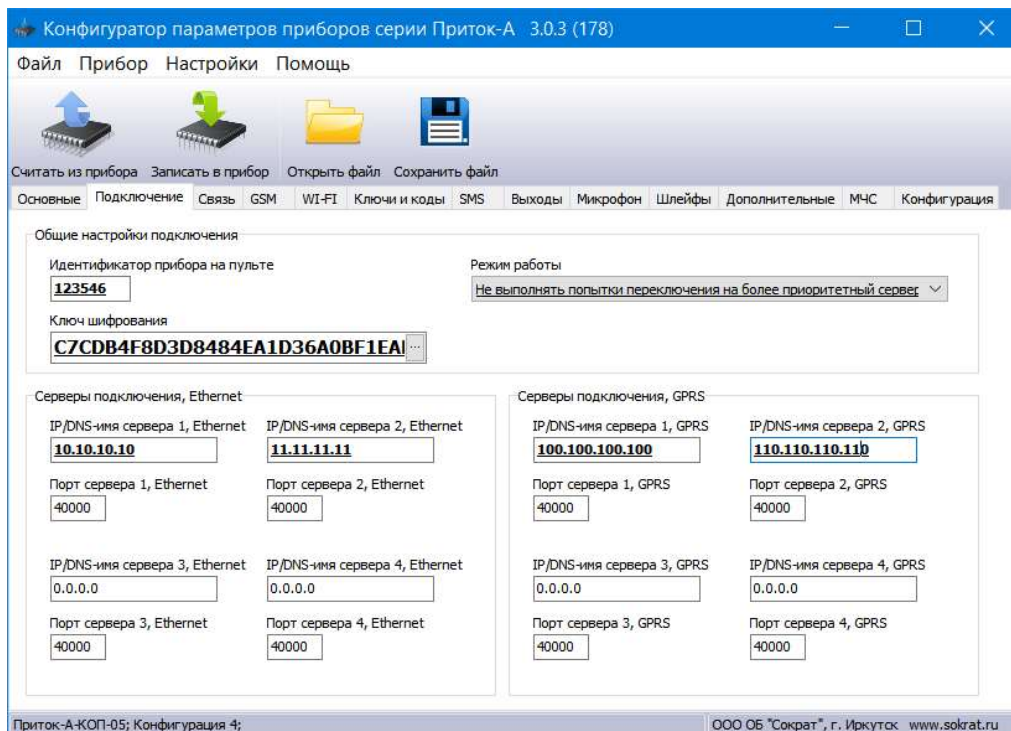 Конфигуратор параметров приборов серии Приток-А 3.0.3 (178)
Файл Прибор Настройки Помощь
Считать из прибора Записать в прибор Открыть файл Сохранить файл
Основные Подключение Связь GSM WI-FI Ключи и коды SMS Выходы Микрофон Шлейфы Дополнительные МЧС Конфигурация
Общие настройки подключения
Идентификатор прибора на пульте Режим работы
123546 Не выполнять попытки переключения на более приоритетный сервер
Ключ шифрования
C7CDB4F8D3D8484EA1D36A0BF1EA ...
Серверы подключения, Ethernet Серверы подключения, GPRS
IP/DNS-имя сервера 1, Ethernet IP/DNS-имя сервера 2, Ethernet IP/DNS-имя сервера 1, GPRS IP/DNS-имя сервера 2, GPRS
10.10.10.10 11.11.11.11 100.100.100.100 110.110.110.110
Порт сервера 1, Ethernet Порт сервера 2, Ethernet Порт сервера 1, GPRS Порт сервера 2, GPRS
40000 40000 40000 40000
IP/DNS-имя сервера 3, Ethernet IP/DNS-имя сервера 4, Ethernet IP/DNS-имя сервера 3, GPRS IP/DNS-имя сервера 4, GPRS
0.0.0.0 0.0.0.0 0.0.0.0 0.0.0.0
Порт сервера 3, Ethernet Порт сервера 4, Ethernet Порт сервера 3, GPRS Порт сервера 4, GPRS
40000 40000 40000 40000
Приток-А-КОП-05; Конфигурация 4; ООО ОБ "Сократ", г. Иркутск www.sokrat.ru